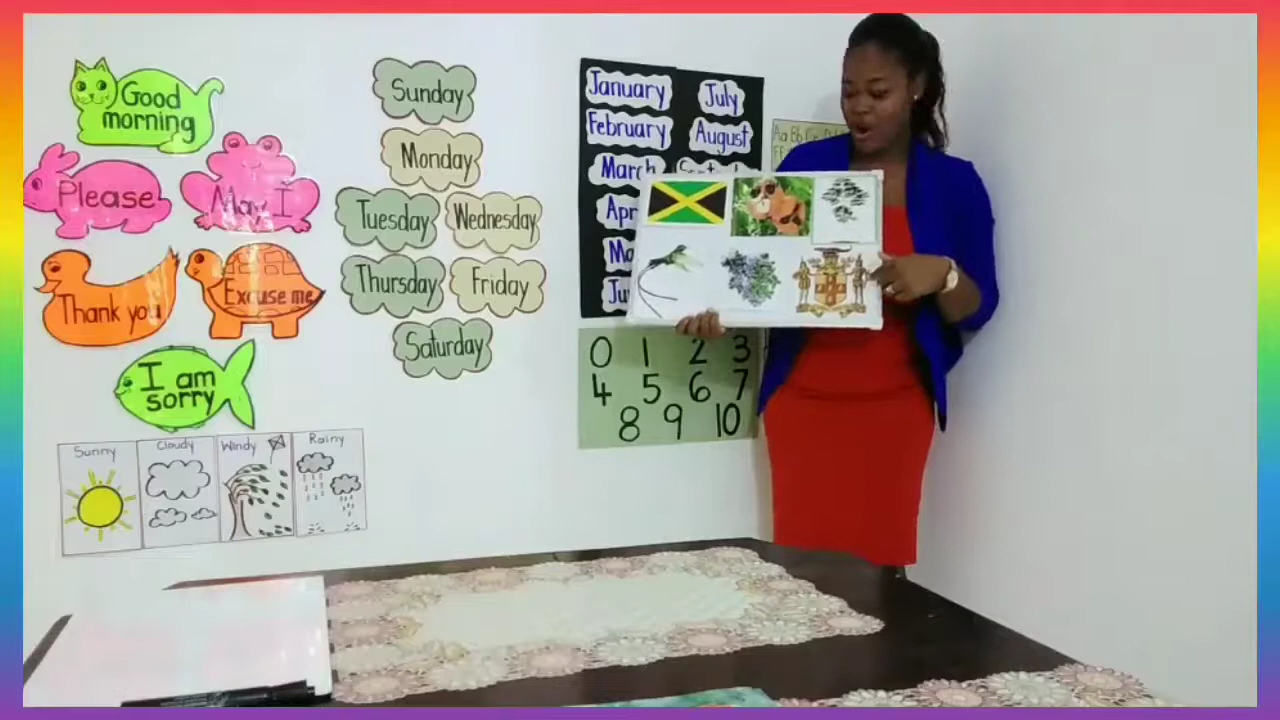 Good
morning
Please
May I
Thank you
Excuse me
I am
sorry
Sunny
Cloudy
Windy
Rainy
Sunday
Monday
Tuesday
Wednesday
Thursday
Friday
Saturday
January
February
March
July
August
0 1 2 3
4 5 6 7
8 9 10